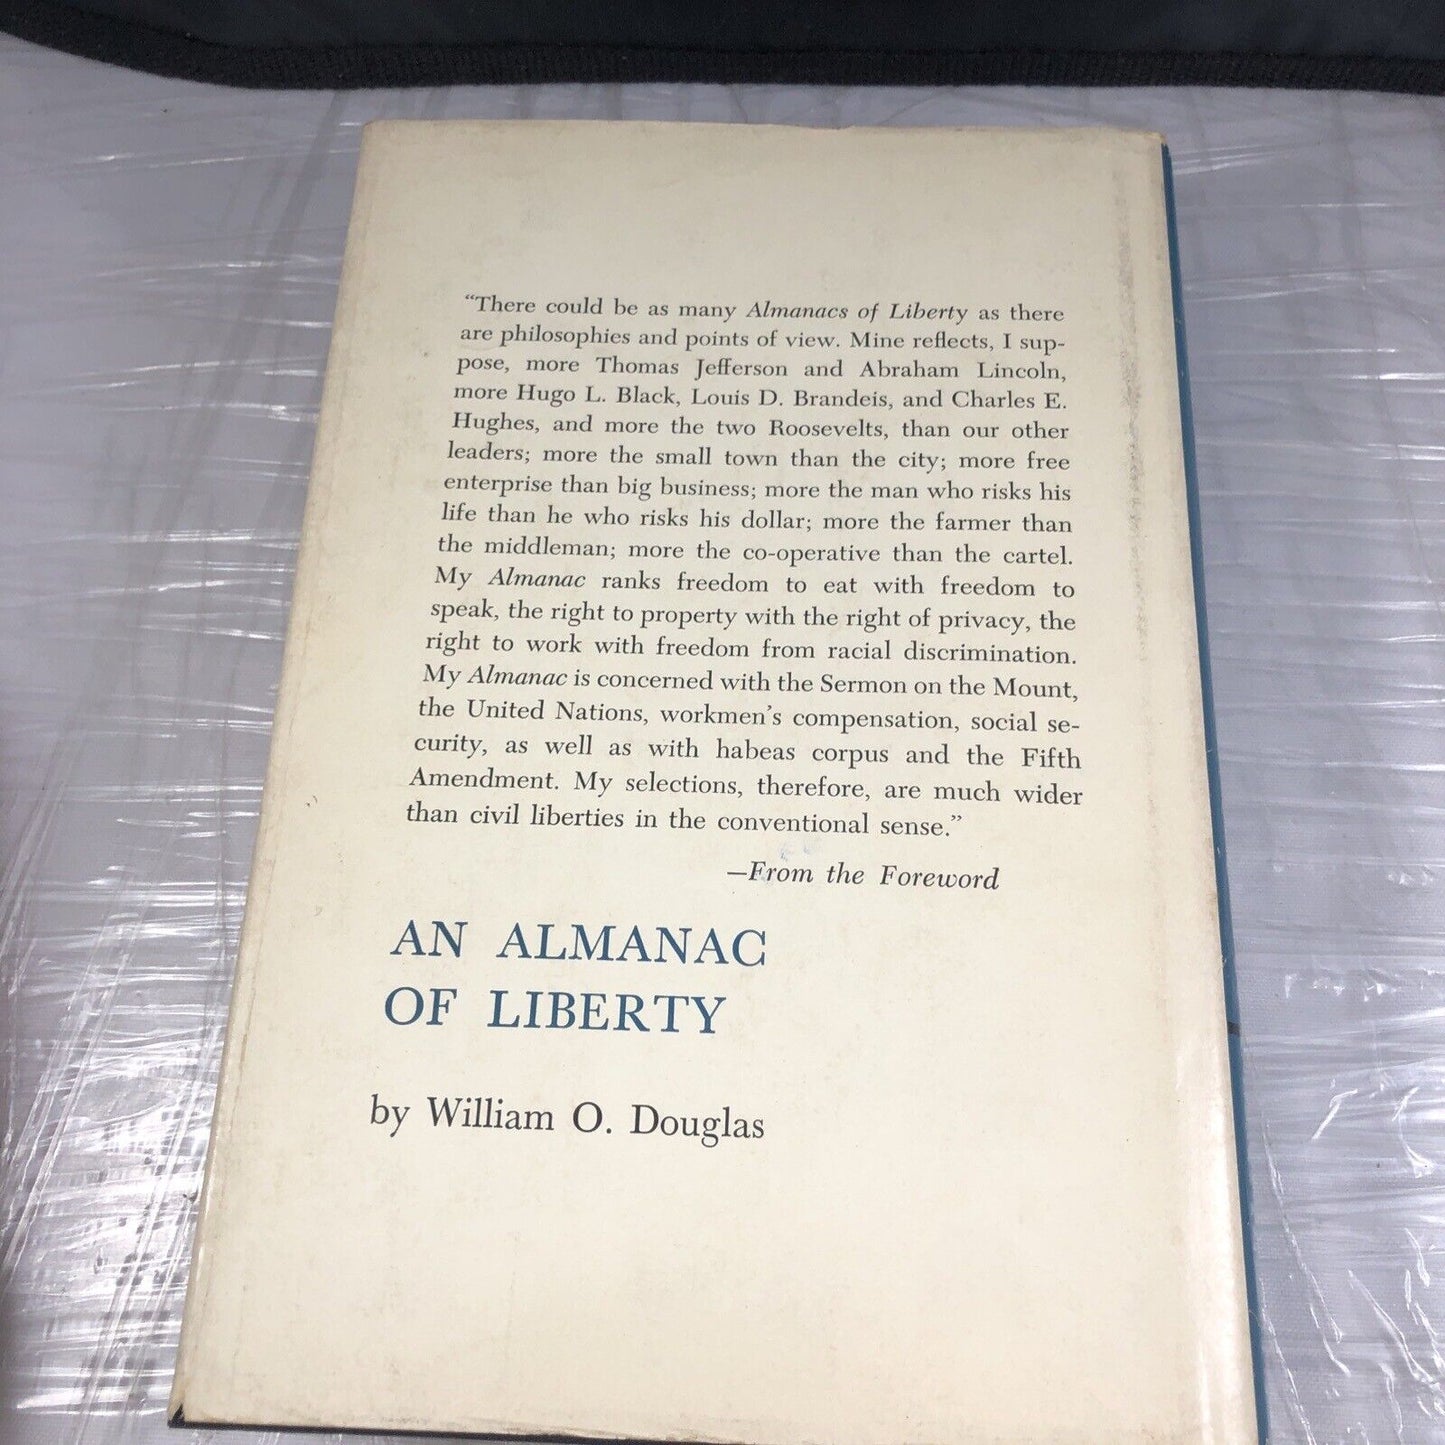 “There could be as many Almanacs of Liberty as there
are philosophies and points of view. Mine reflects, I sup-
pose, more Thomas Jefferson and Abraham Lincoln,
more Hugo L. Black, Louis D. Brandeis, and Charles E.
Hughes, and more the two Roosevelts, than our other
leaders; more the small town than the city; more free
enterprise than big business; more the man who risks his
life than he who risks his dollar; more the farmer than
the middleman; more the co-operative than the cartel.
My Almanac ranks freedom to eat with freedom to
speak, the right to property with the right of privacy, the
right to work with freedom from racial discrimination.
My Almanac is concerned with the Sermon on the Mount,
the United Nations, workmen’s compensation, social se-
curity, as well as with habeas corpus and the Fifth
Amendment. My selections, therefore, are much wider
than civil liberties in the conventional sense.”
—From the Foreword
AN ALMANAC
OF LIBERTY
by William O. Douglas